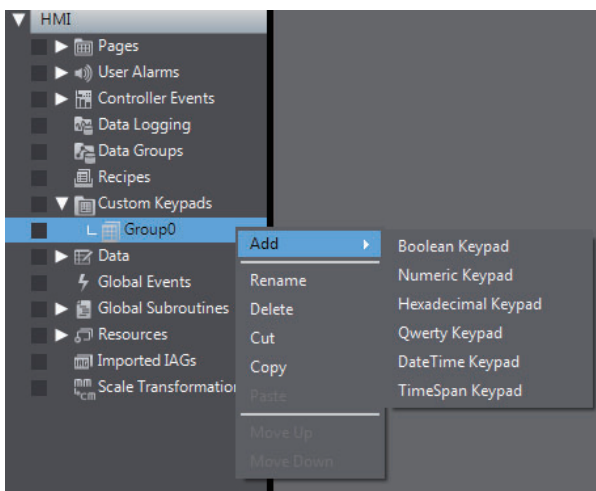 HMI
Pages
User Alarms
Controller Events
Data Logging
Data Groups
Recipes
Custom Keypads
Group0
Data
Global Events
Global Subroutines
Resources
Imported IAGs
Scale Transformation
Add
Rename
Delete
Cut
Copy
Paste
Move Up
Move Down
Boolean Keypad
Numeric Keypad
Hexadecimal Keypad
Qwerty Keypad
DateTime Keypad
TimeSpan Keypad